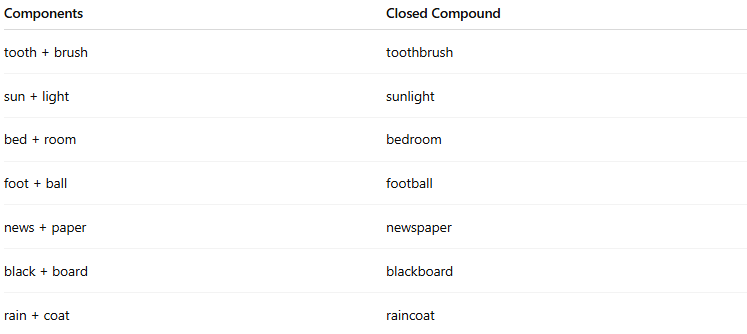 Components Closed Compound
tooth + brush toothbrush
sun + light sunlight
bed + room bedroom
foot + ball football
news + paper newspaper
black + board blackboard
rain + coat raincoat